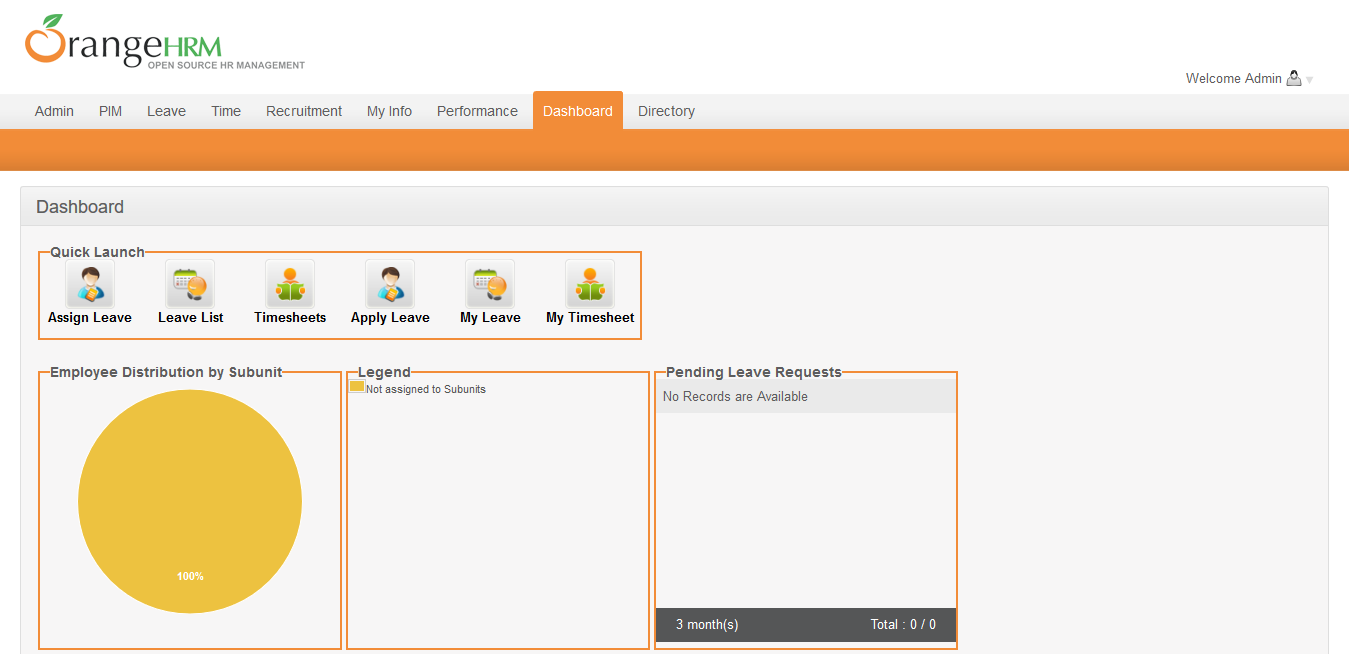 OrangeHRM
OPEN SOURCE HR MANAGEMENT
Welcome Admin
Admin PIM Leave Time Recruitment My Info Performance Dashboard Directory
Dashboard
Quick Launch
Assign Leave Leave List Timesheets Apply Leave My Leave My Timesheet
Employee Distribution by Subunit
100%
Legend
Not assigned to Subunits
Pending Leave Requests
No Records are Available
3 month(s) Total : 0 / 0